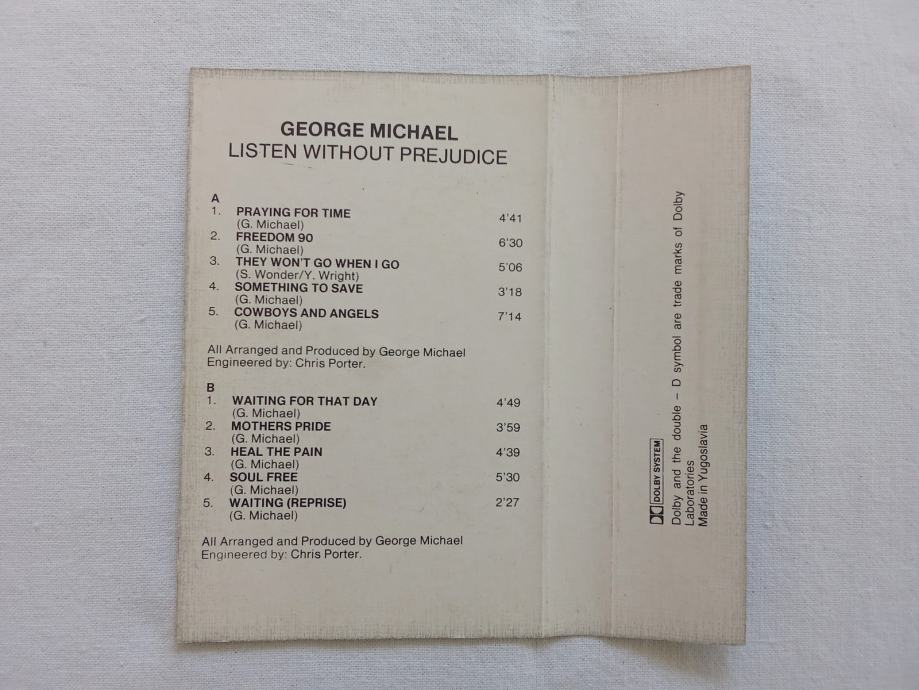 GEORGE MICHAEL
LISTEN WITHOUT PREJUDICE
A
1. PRAYING FOR TIME 4'41
(G. Michael)
2. FREEDOM 90 6'30
(G. Michael)
3. THEY WON'T GO WHEN I GO 5'06
(S. Wonder/Y. Wright)
4. SOMETHING TO SAVE 3'18
(G. Michael)
5. COWBOYS AND ANGELS 7'14
(G. Michael)
All Arranged and Produced by George Michael
Engineered by: Chris Porter.
B
1. WAITING FOR THAT DAY 4'49
(G. Michael)
2. MOTHERS PRIDE 3'59
(G. Michael)
3. HEAL THE PAIN 4'39
(G. Michael)
4. SOUL FREE 5'30
(G. Michael)
5. WAITING (REPRISE) 2'27
(G. Michael)
All Arranged and Produced by George Michael
Engineered by: Chris Porter.
DOLBY SYSTEM
Dolby and the double – D symbol are trade marks of Dolby
Laboratories
Made in Yugoslavia